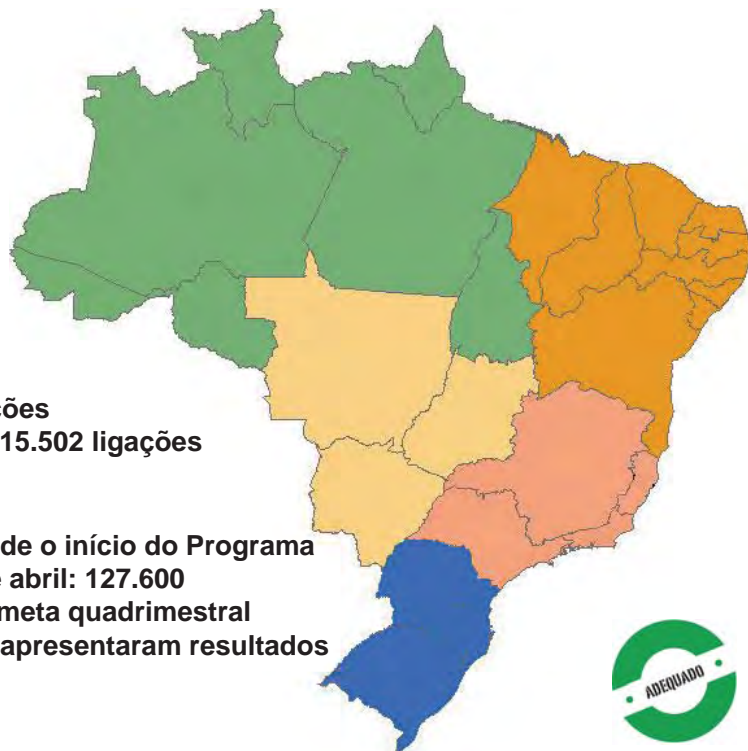 ções
15.502 ligações
de o início do Programa
abril: 127.600
meta quadrimestral
apresentaram resultados
ADEQUADO